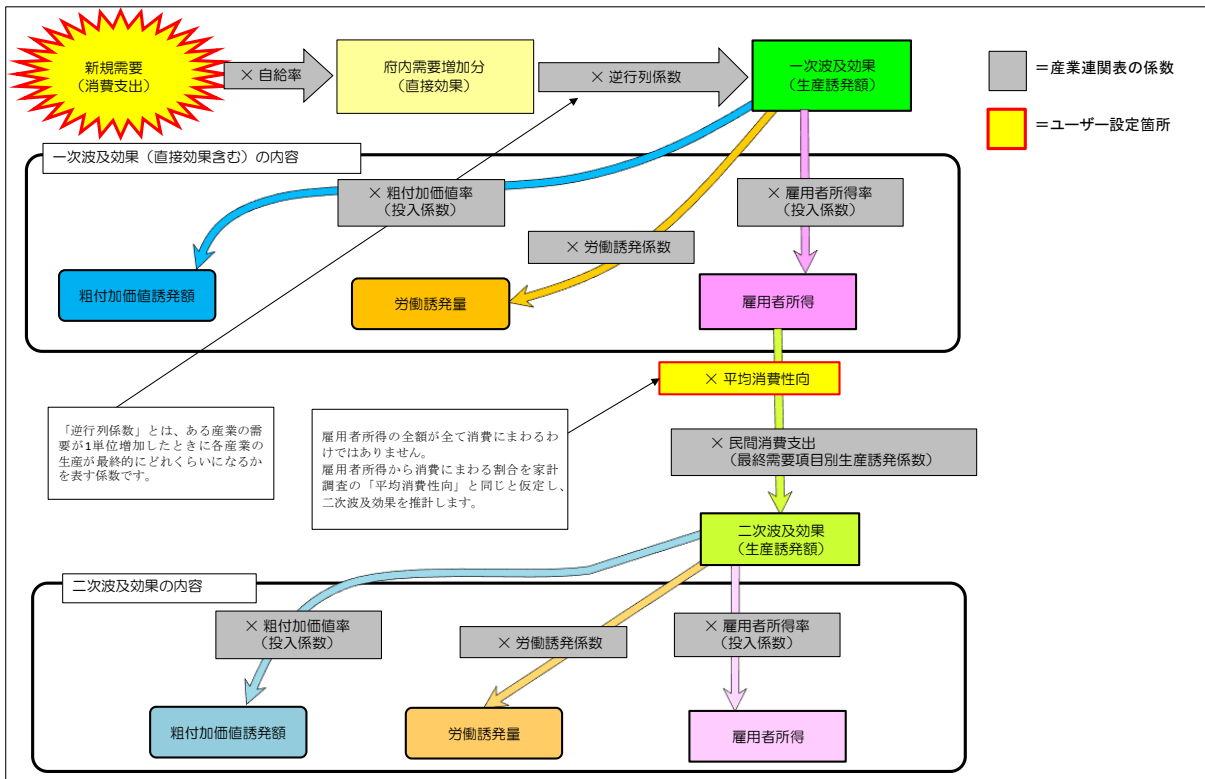 新規需要
(消費支出)
× 自給率
府内需要増加分
(直接効果)
× 逆行列係数
一次波及効果
(生産誘発額)
=産業連関表の係数
=ユーザー設定箇所
一次波及効果(直接効果含む)の内容
× 粗付加価値率
(投入係数)
× 雇用者所得率
(投入係数)
× 労働誘発係数
粗付加価値誘発額
労働誘発量
雇用者所得
× 平均消費性向
「逆行列係数」とは、ある産業の需
要が1単位増加したときに各産業の
生産が最終的にどれくらいになるか
を表す係数です。
雇用者所得の全額が全て消費にまわるわ
けではありません。
雇用者所得から消費にまわる割合を家計
調査の「平均消費性向」と同じと仮定し、
二次波及効果を推計します。
× 民間消費支出
(最終需要項目別生産誘発係数)
二次波及効果
(生産誘発額)
二次波及効果の内容
× 粗付加価値率
(投入係数)
× 労働誘発係数
× 雇用者所得率
(投入係数)
粗付加価値誘発額
労働誘発量
雇用者所得